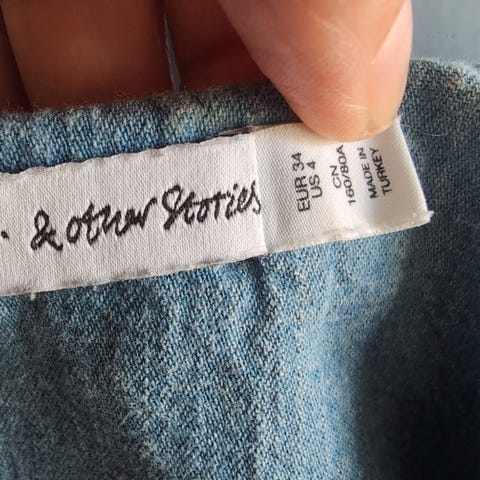 & other Stories
EUR 34
US 4
CN
160/80A
MADE IN
TURKEY